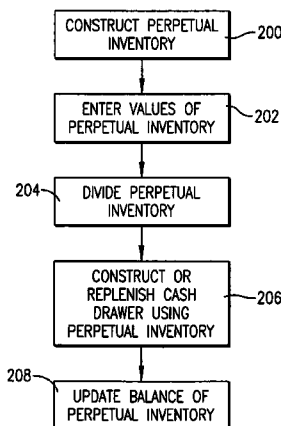 CONSTRUCT PERPETUAL
INVENTORY
200
ENTER VALUES OF
PERPETUAL INVENTORY
202
204
DIVIDE PERPETUAL
INVENTORY
CONSTRUCT OR
REPLENISH CASH
DRAWER USING
PERPETUAL INVENTORY
206
208
UPDATE BALANCE OF
PERPETUAL INVENTORY